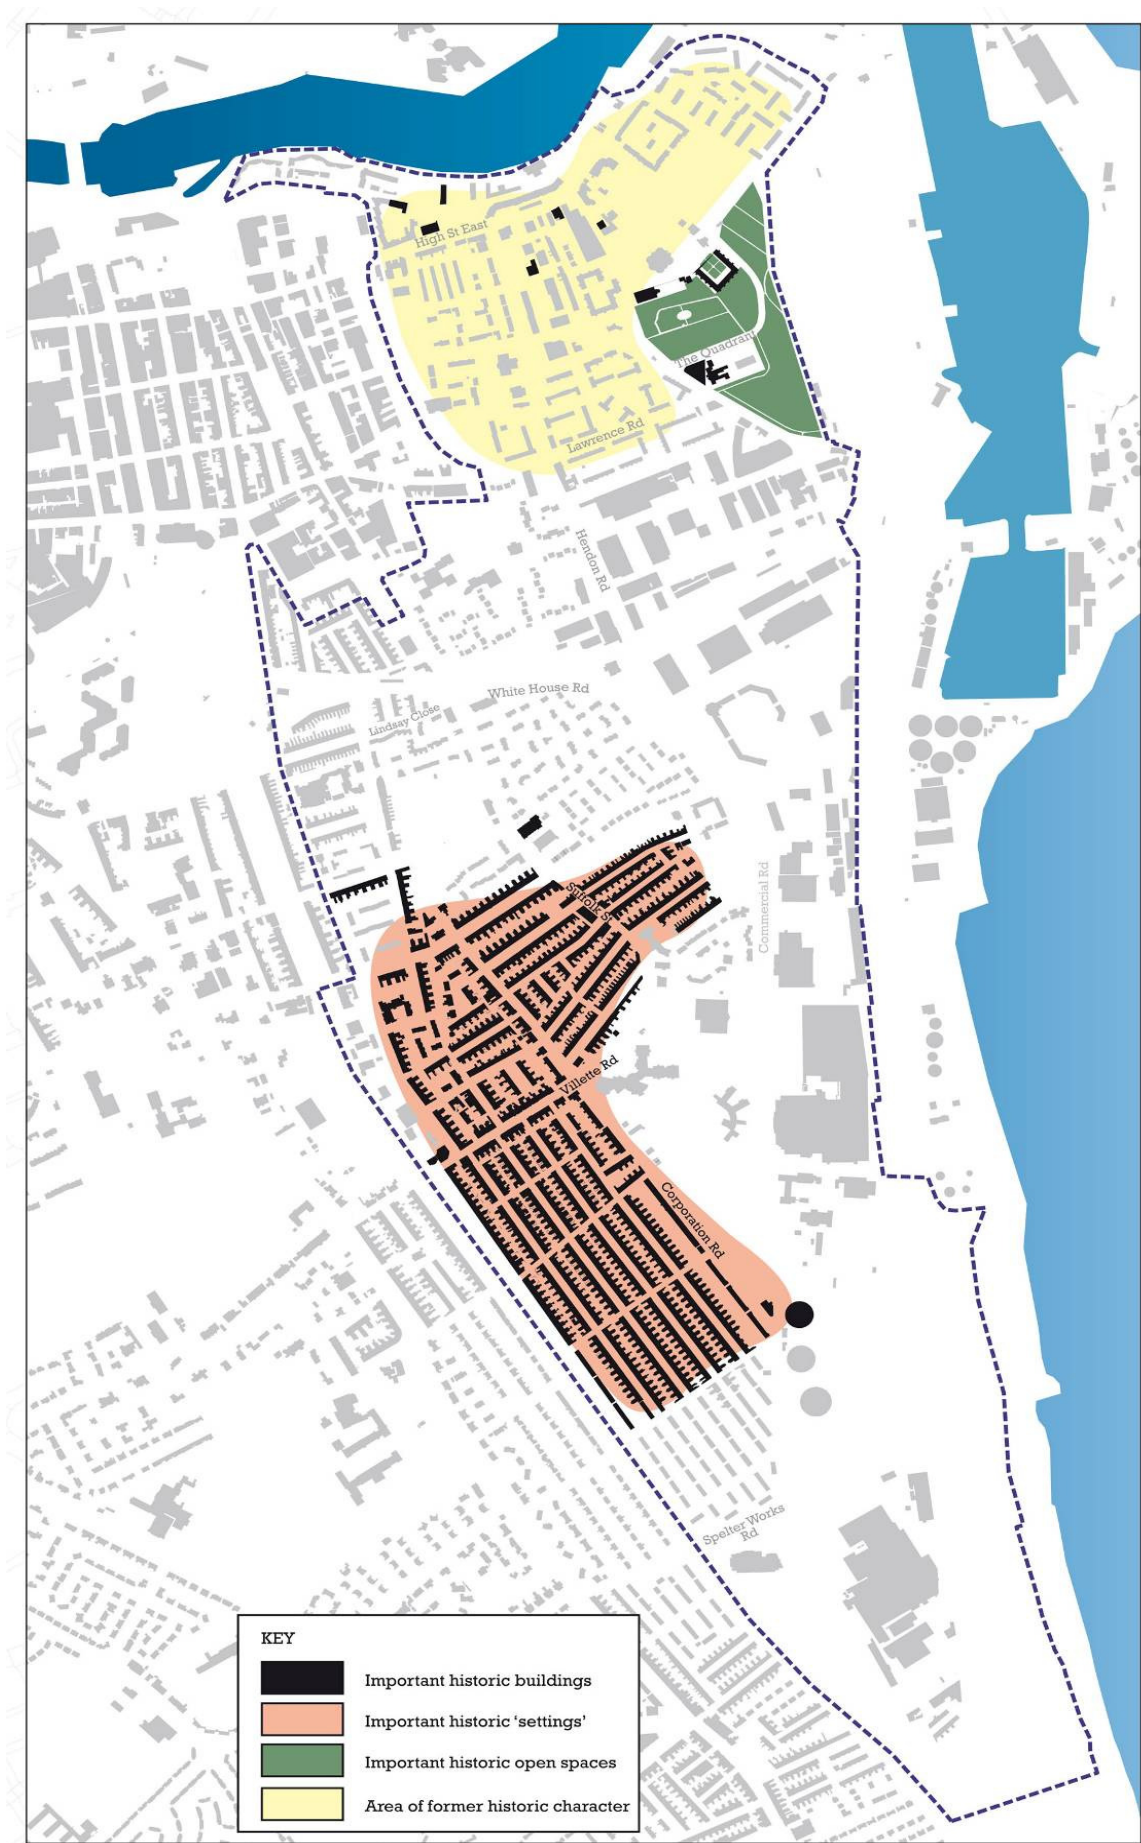 High St East
The Quadrant
Lawrence Rd
Hendon Rd
White House Rd
Lindsay Close
Suffolk St
Commercial Rd
Villette Rd
Corporation Rd
Spelter Works
Rd
KEY
Important historic buildings
Important historic ‘settings’
Important historic open spaces
Area of former historic character